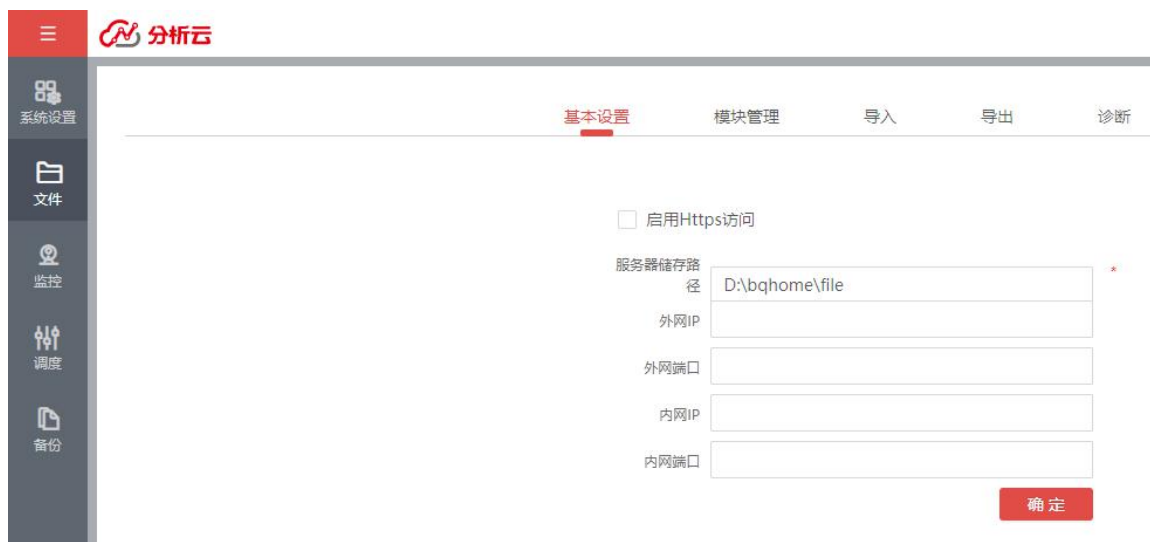 分析云
系统设置
文件
监控
调度
备份
基本设置 模块管理 导入 导出 诊断
启用Https访问
服务器储存路
径
D:\bqhome\file
*
外网IP
外网端口
内网IP
内网端口
确定